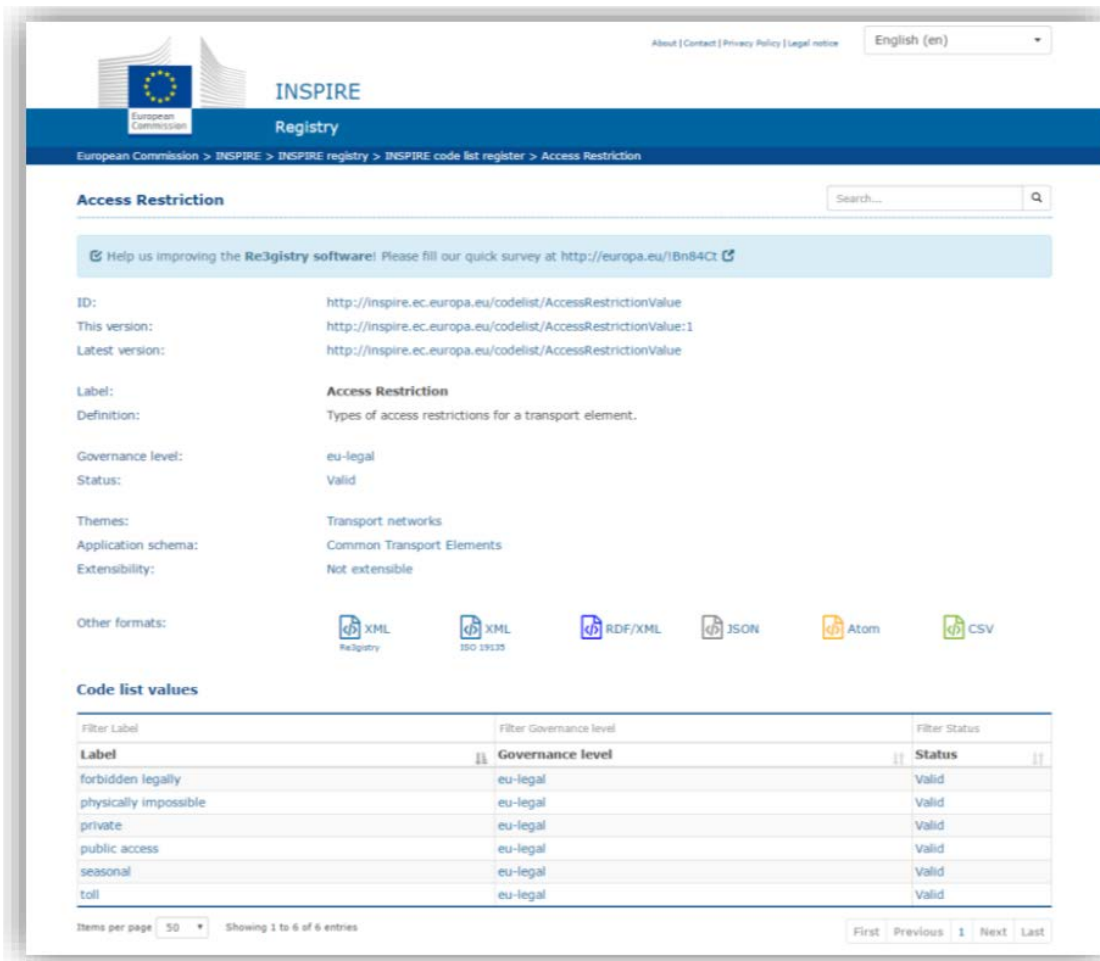 About | Contact | Privacy Policy | Legal notice
English (en)
European
Commission
INSPIRE
Registry
European Commission > INSPIRE > INSPIRE registry > INSPIRE code list register > Access Restriction
Access Restriction
Search...
Help us improving the Re3gistry software! Please fill our quick survey at http://europa.eu/!Bn84Ct
ID: http://inspire.ec.europa.eu/codelist/AccessRestrictionValue
This version: http://inspire.ec.europa.eu/codelist/AccessRestrictionValue:1
Latest version: http://inspire.ec.europa.eu/codelist/AccessRestrictionValue
Label: Access Restriction
Definition: Types of access restrictions for a transport element.
Governance level: eu-legal
Status: Valid
Themes: Transport networks
Application schema: Common Transport Elements
Extensibility: Not extensible
Other formats: XML XML RDF/XML JSON Atom CSV
Re3gistry ISO 19135
Code list values
Filter Label Filter Governance level Filter Status
Label Governance level Status
forbidden legally eu-legal Valid
physically impossible eu-legal Valid
private eu-legal Valid
public access eu-legal Valid
seasonal eu-legal Valid
toll eu-legal Valid
Items per page 50 Showing 1 to 6 of 6 entries First Previous 1 Next Last